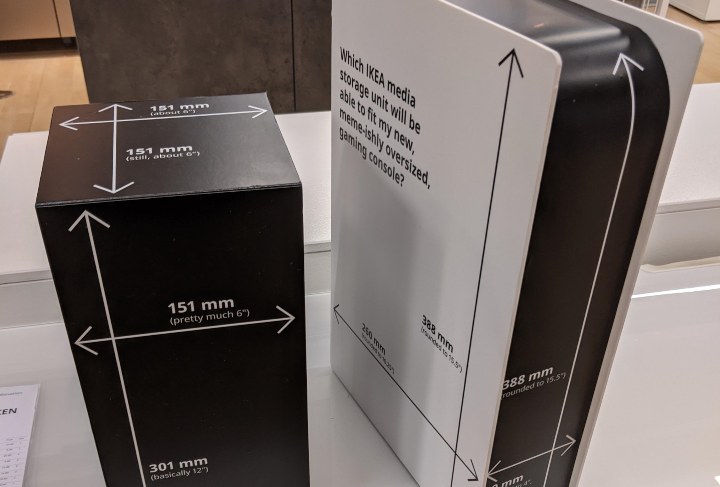 151 mm
(about 6")
151 mm
(still, about 6")
151 mm
(pretty much 6")
301 mm
(basically 12")
Which IKEA media
storage unit will be
able to fit my new,
meme-ishly oversized,
gaming console?
388 mm
(rounded to 15.5")
260 mm
388 mm
(rounded to 15.5")
mm
KEN